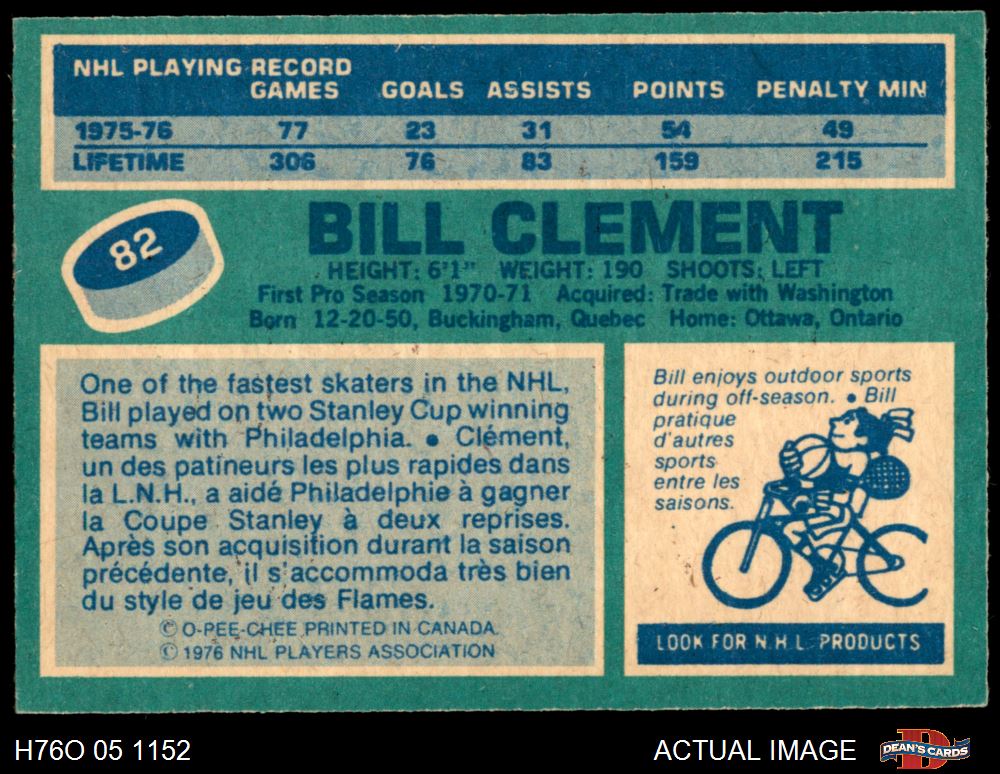 NHL PLAYING RECORD
GAMES GOALS ASSISTS POINTS PENALTY MIN
1975-76 77 23 31 54 49
LIFETIME 306 76 83 159 215
82
BILL CLEMENT
HEIGHT: 6'1" WEIGHT: 190 SHOOTS: LEFT
First Pro Season 1970-71 Acquired: Trade with Washington
Born 12-20-50, Buckingham, Quebec Home: Ottawa, Ontario
One of the fastest skaters in the NHL,
Bill played on two Stanley Cup winning
teams with Philadelphia. • Clément,
un des patineurs les plus rapides dans
la L.N.H., a aidé Philadelphie à gagner
la Coupe Stanley à deux reprises.
Après son acquisition durant la saison
précédente, il s'accommoda très bien
du style de jeu des Flames.
© O-PEE-CHEE PRINTED IN CANADA.
© 1976 NHL PLAYERS ASSOCIATION
Bill enjoys outdoor sports
during off-season. • Bill
pratique
d'autres
sports
entre les
saisons.
LOOK FOR N.H.L. PRODUCTS
H76O 05 1152
ACTUAL IMAGE
DEAN'S CARDS